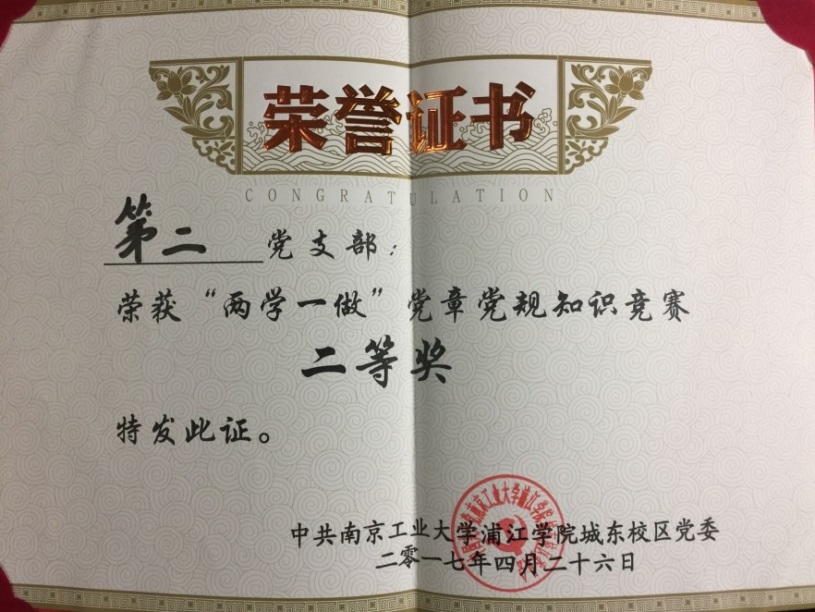 荣誉证书
CONGRATULATION
第二 党支部：
荣获“两学一做”党章党规知识竞赛
二等奖
特发此证。
中共南京工业大学浦江学院城东校区党委
二零一七年四月二十六日